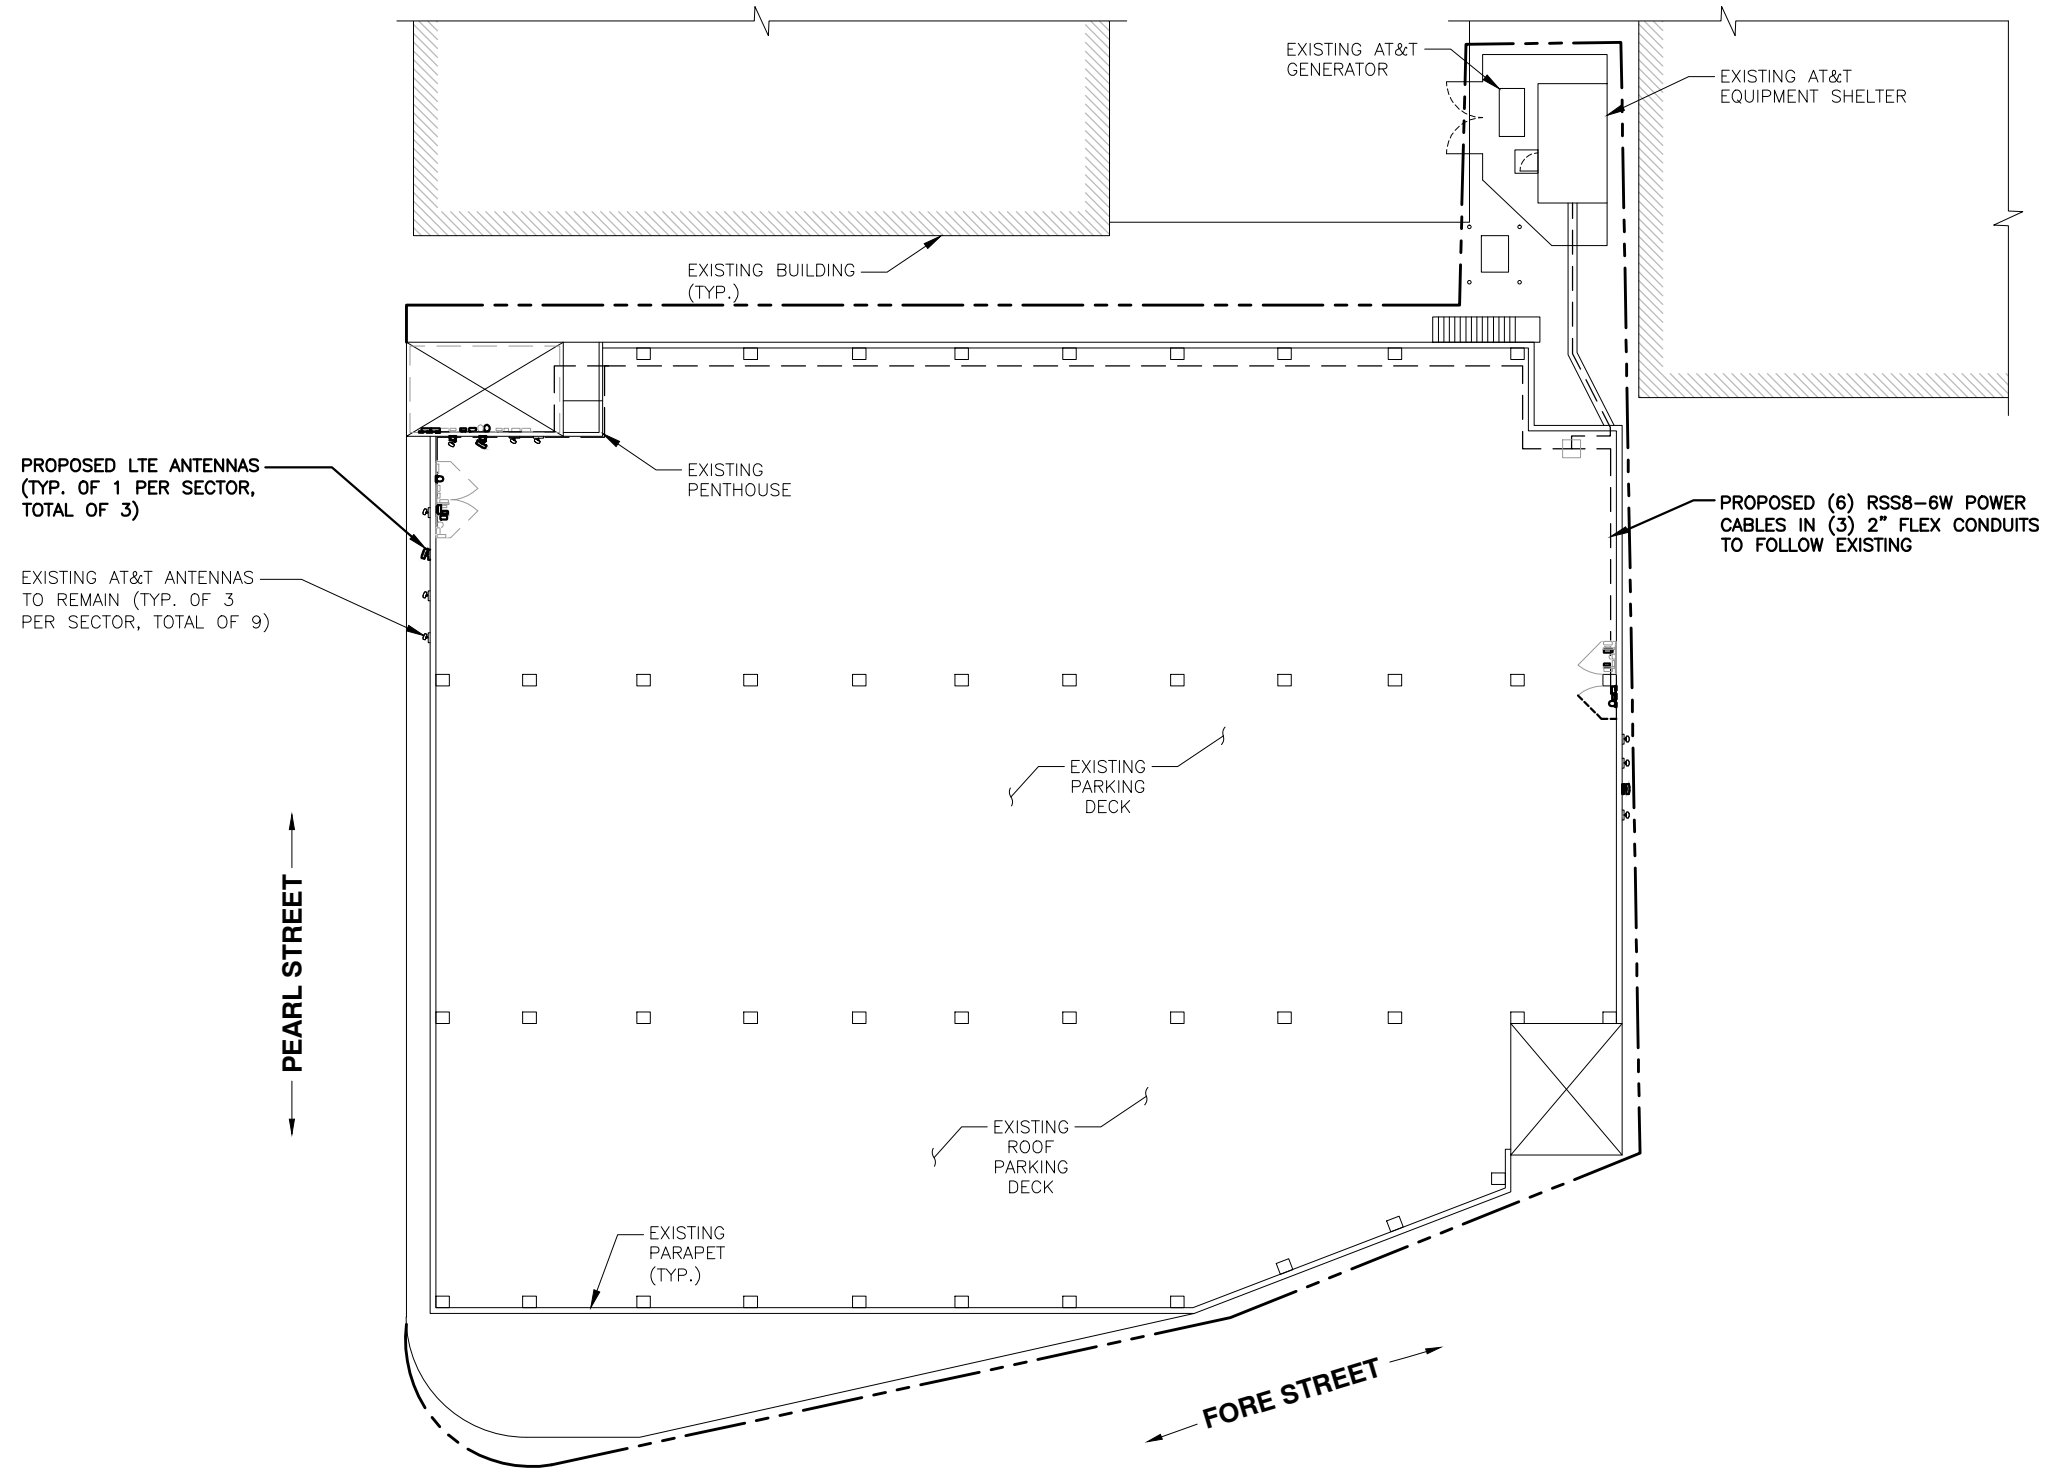 EXISTING AT&T
GENERATOR
EXISTING AT&T
EQUIPMENT SHELTER
EXISTING BUILDING
(TYP.)
PROPOSED LTE ANTENNAS
(TYP. OF 1 PER SECTOR,
TOTAL OF 3)
EXISTING
PENTHOUSE
PROPOSED (6) RSS8-6W POWER
CABLES IN (3) 2" FLEX CONDUITS
TO FOLLOW EXISTING
EXISTING AT&T ANTENNAS
TO REMAIN (TYP. OF 3
PER SECTOR, TOTAL OF 9)
EXISTING
PARKING
DECK
PEARL STREET
EXISTING
ROOF
PARKING
DECK
EXISTING
PARAPET
(TYP.)
FORE STREET